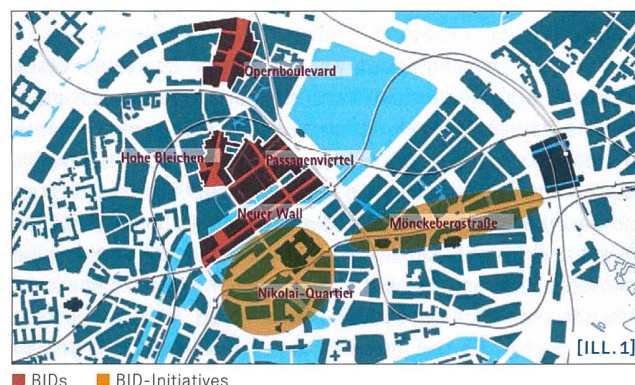 Opernboulevard
Hohe Bleichen
Passagenviertel
Neuer Wall
Mönckebergstraße
Nikolai-Quartier
[ILL. 1]
BIDs
BID-Initiatives